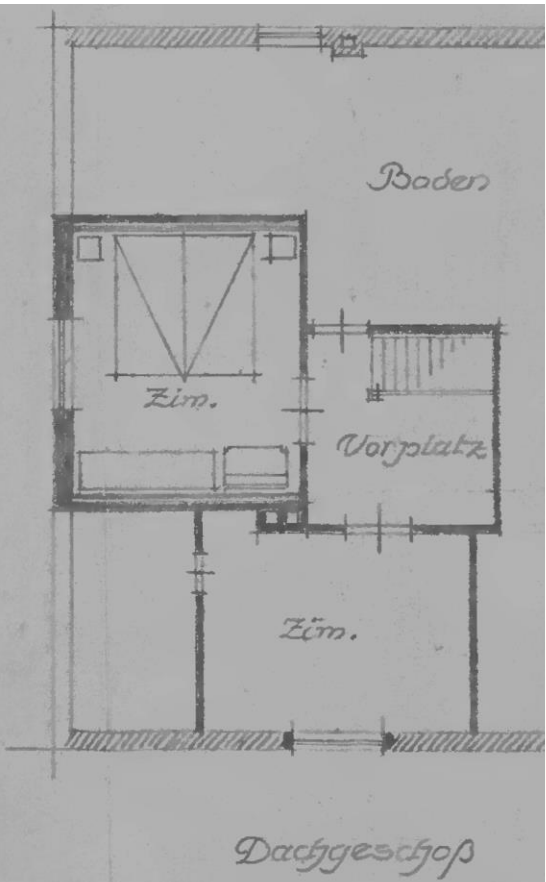 Boden
Zim.
Vorplatz
Zim.
Dachgeschoß